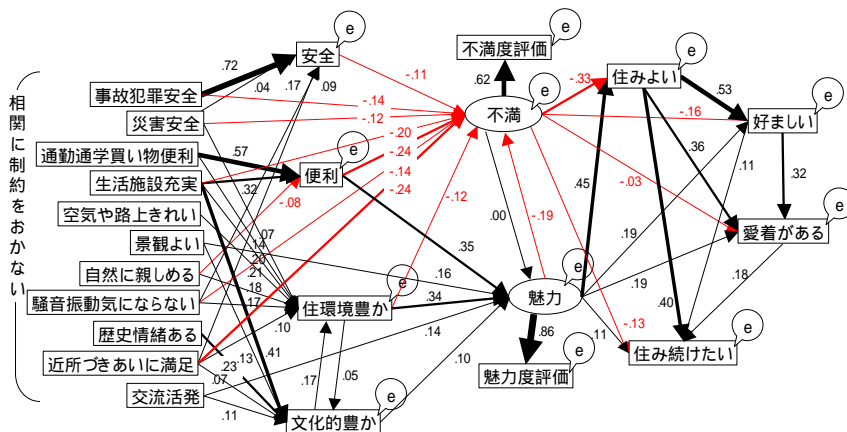 相関に制約をおかない
事故犯罪安全
災害安全
通勤通学買い物便利
生活施設充実
空気や路上きれい
景観よい
自然に親しめる
騒音振動気にならない
歴史情緒ある
近所づきあいに満足
交流活発
安全
便利
住環境豊か
文化的豊か
不満度評価
不満
魅力
魅力度評価
住みよい
好ましい
愛着がある
住み続けたい
e
e
e
e
e
e
e
e
e
e
e
e
.72
.04
.17
.09
.57
.32
-.08
.07
.14
.20
.21
.18
.17
.10
.13
.41
.23
.07
.11
.17
.05
-.11
-.14
-.12
-.20
-.24
-.14
-.24
-.12
.35
.16
.34
.14
.10
.62
.00
-.19
.86
-.33
.45
-.16
-.03
.19
.19
.11
-.13
.53
.36
.40
.11
.32
.18